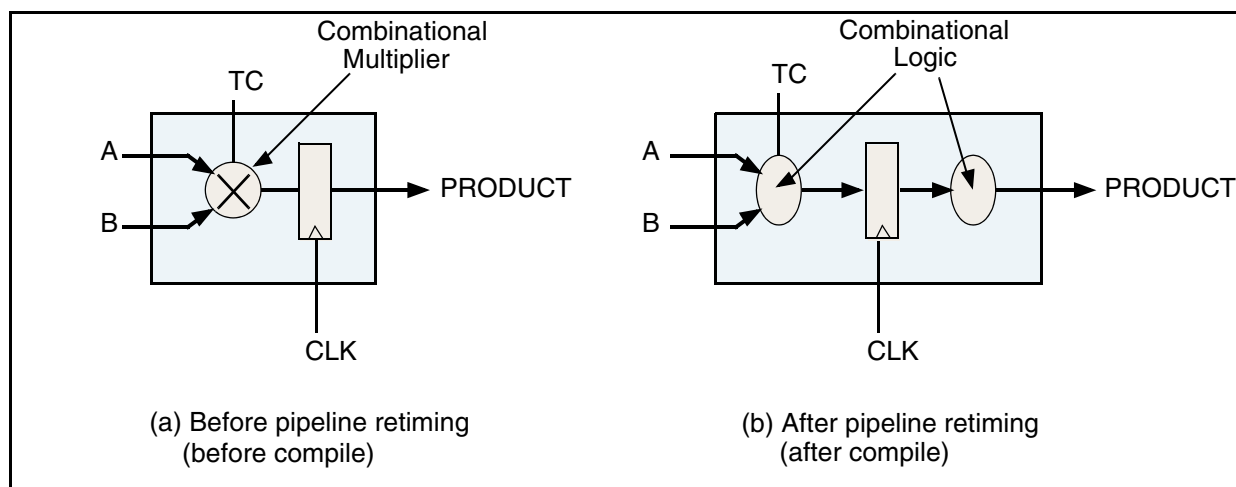 Combinational
Multiplier
TC
A
B
PRODUCT
CLK
(a) Before pipeline retiming
(before compile)
Combinational
Logic
TC
A
B
PRODUCT
CLK
(b) After pipeline retiming
(after compile)